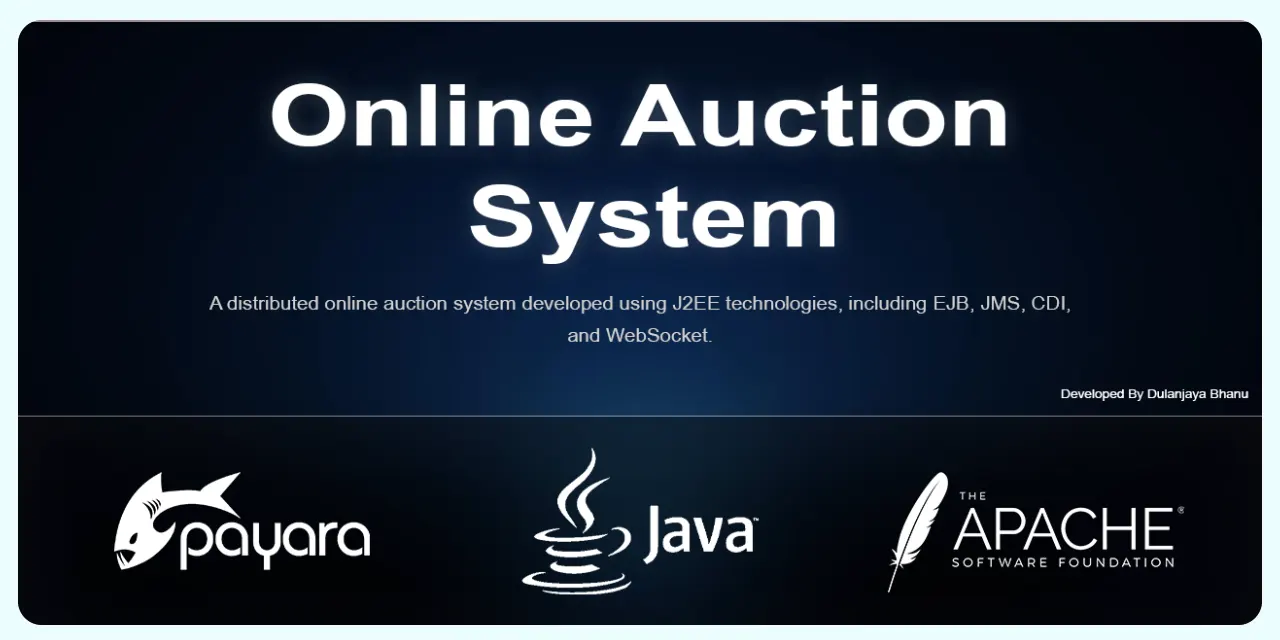 Online Auction
System
A distributed online auction system developed using J2EE technologies, including EJB, JMS, CDI,
and WebSocket.
Developed By Dulanjaya Bhanu
payara
Java™
THE
APACHE®
SOFTWARE FOUNDATION